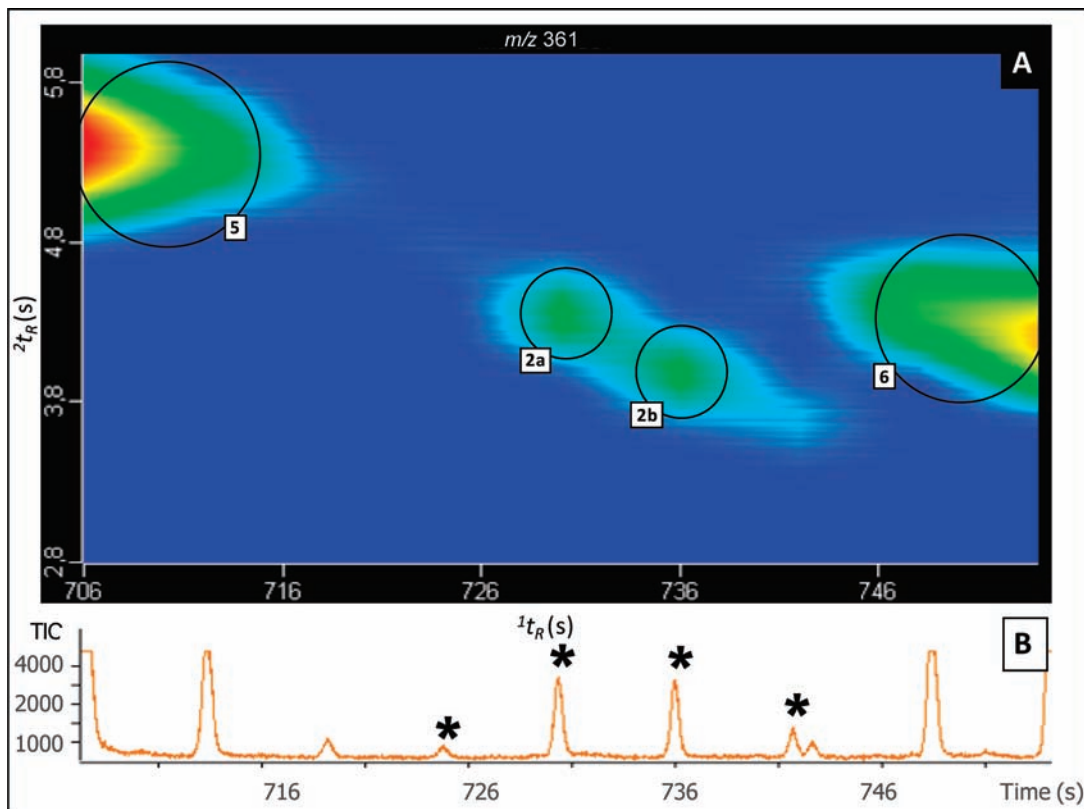 m/z 361
A
5,8
4,8
3,8
2,8
²tR(s)
5
2a
2b
6
706 716 726 736 746
¹tR(s)
TIC
B
4000
2000
1000
* * * *
716 726 736 746 Time (s)